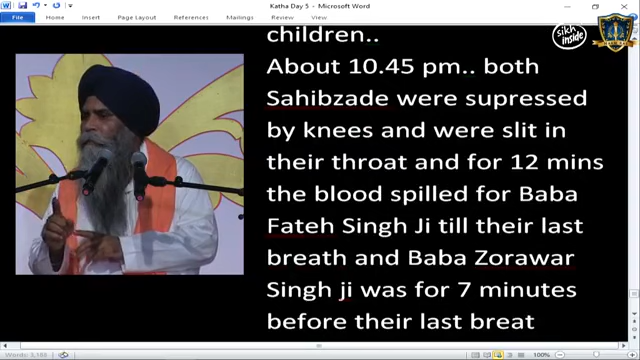 Katha Day 5 - Microsoft Word
File Home Insert Page Layout References Mailings Review View
sikh inside
children..
About 10.45 pm.. both
Sahibzade were supressed
by knees and were slit in
their throat and for 12 mins
the blood spilled for Baba
Fateh Singh Ji till their last
breath and Baba Zorawar
Singh ji was for 7 minutes
before their last breat
Words: 3,188
100%